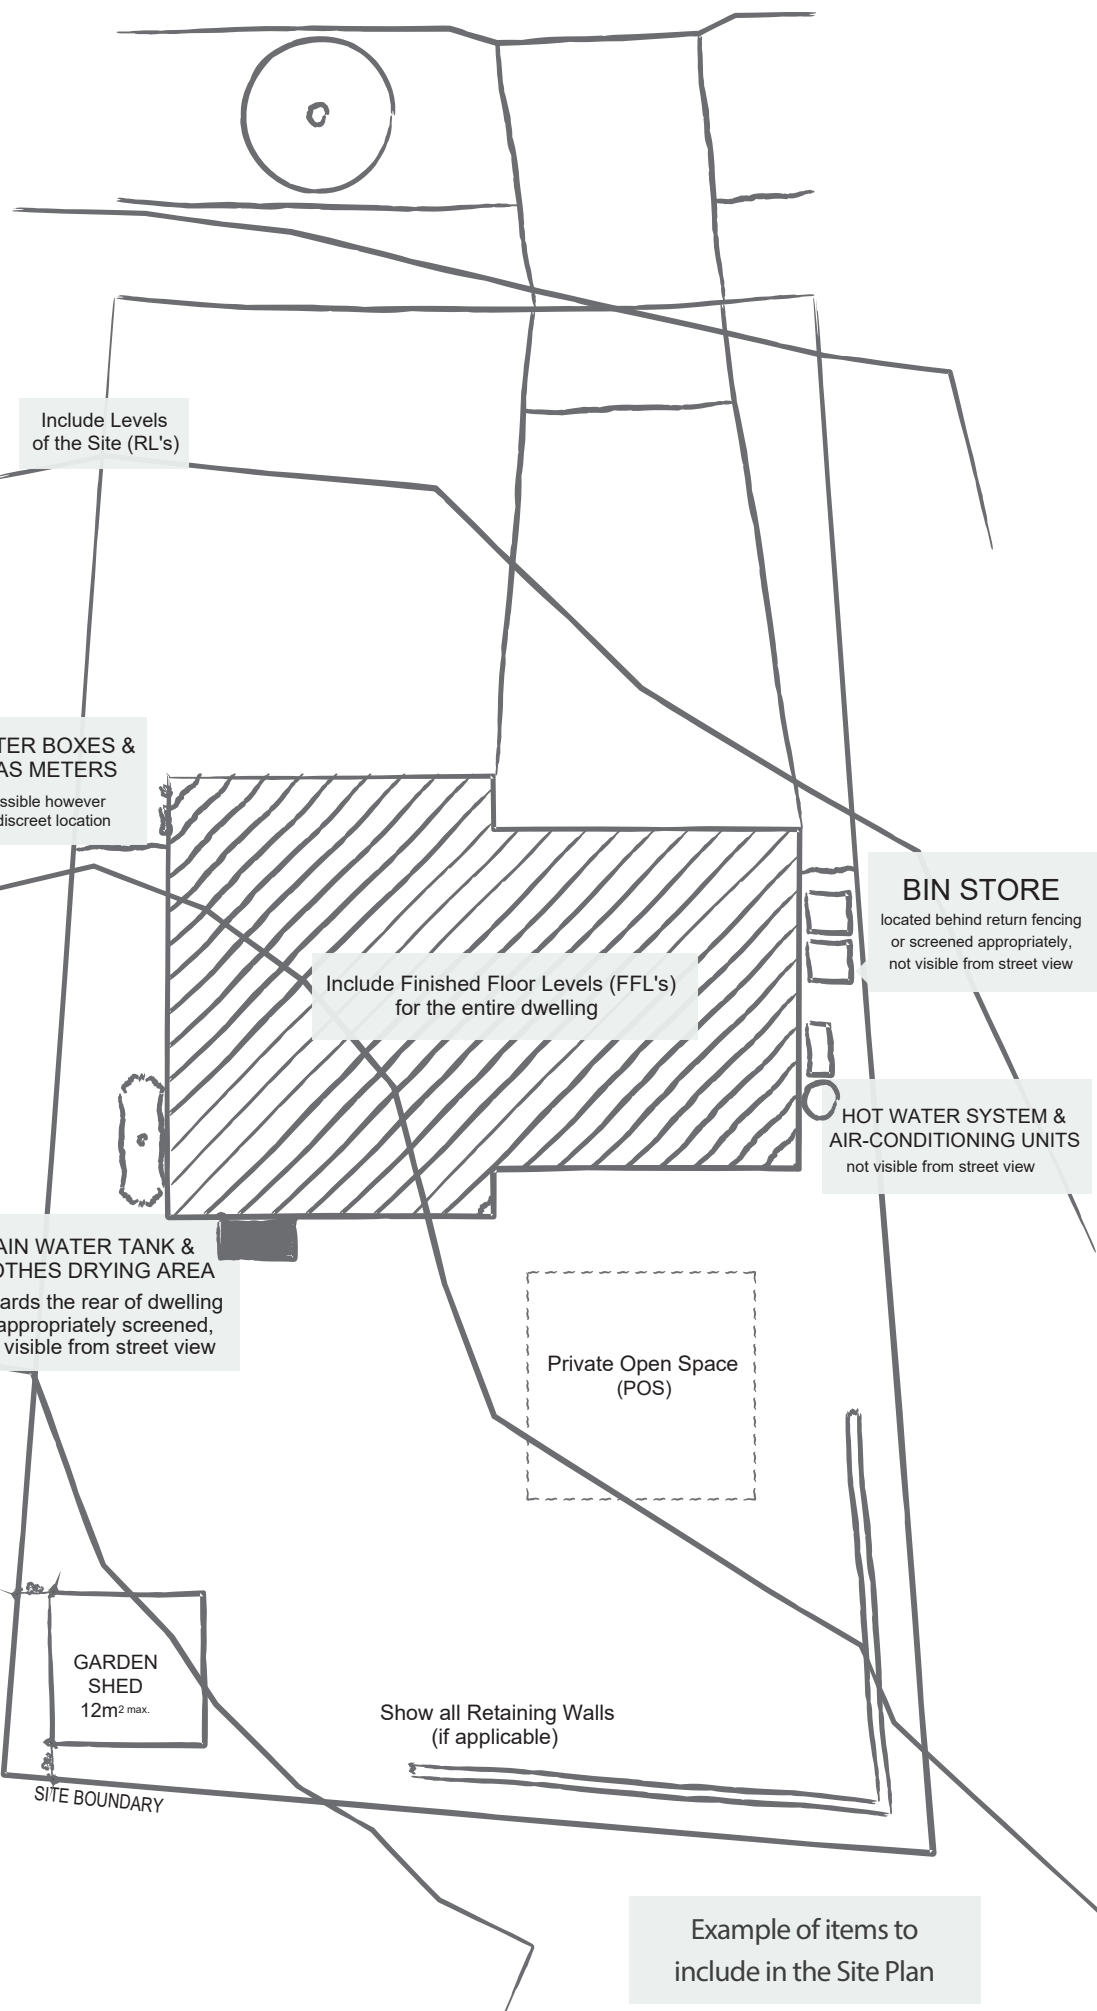 Include Levels
of the Site (RL's)
TER BOXES &
AS METERS
ssible however
discreet location
BIN STORE
located behind return fencing
or screened appropriately,
not visible from street view
Include Finished Floor Levels (FFL's)
for the entire dwelling
HOT WATER SYSTEM &
AIR-CONDITIONING UNITS
not visible from street view
AIN WATER TANK &
OTHES DRYING AREA
ards the rear of dwelling
appropriately screened,
visible from street view
Private Open Space
(POS)
GARDEN
SHED
12m² max.
Show all Retaining Walls
(if applicable)
SITE BOUNDARY
Example of items to
include in the Site Plan